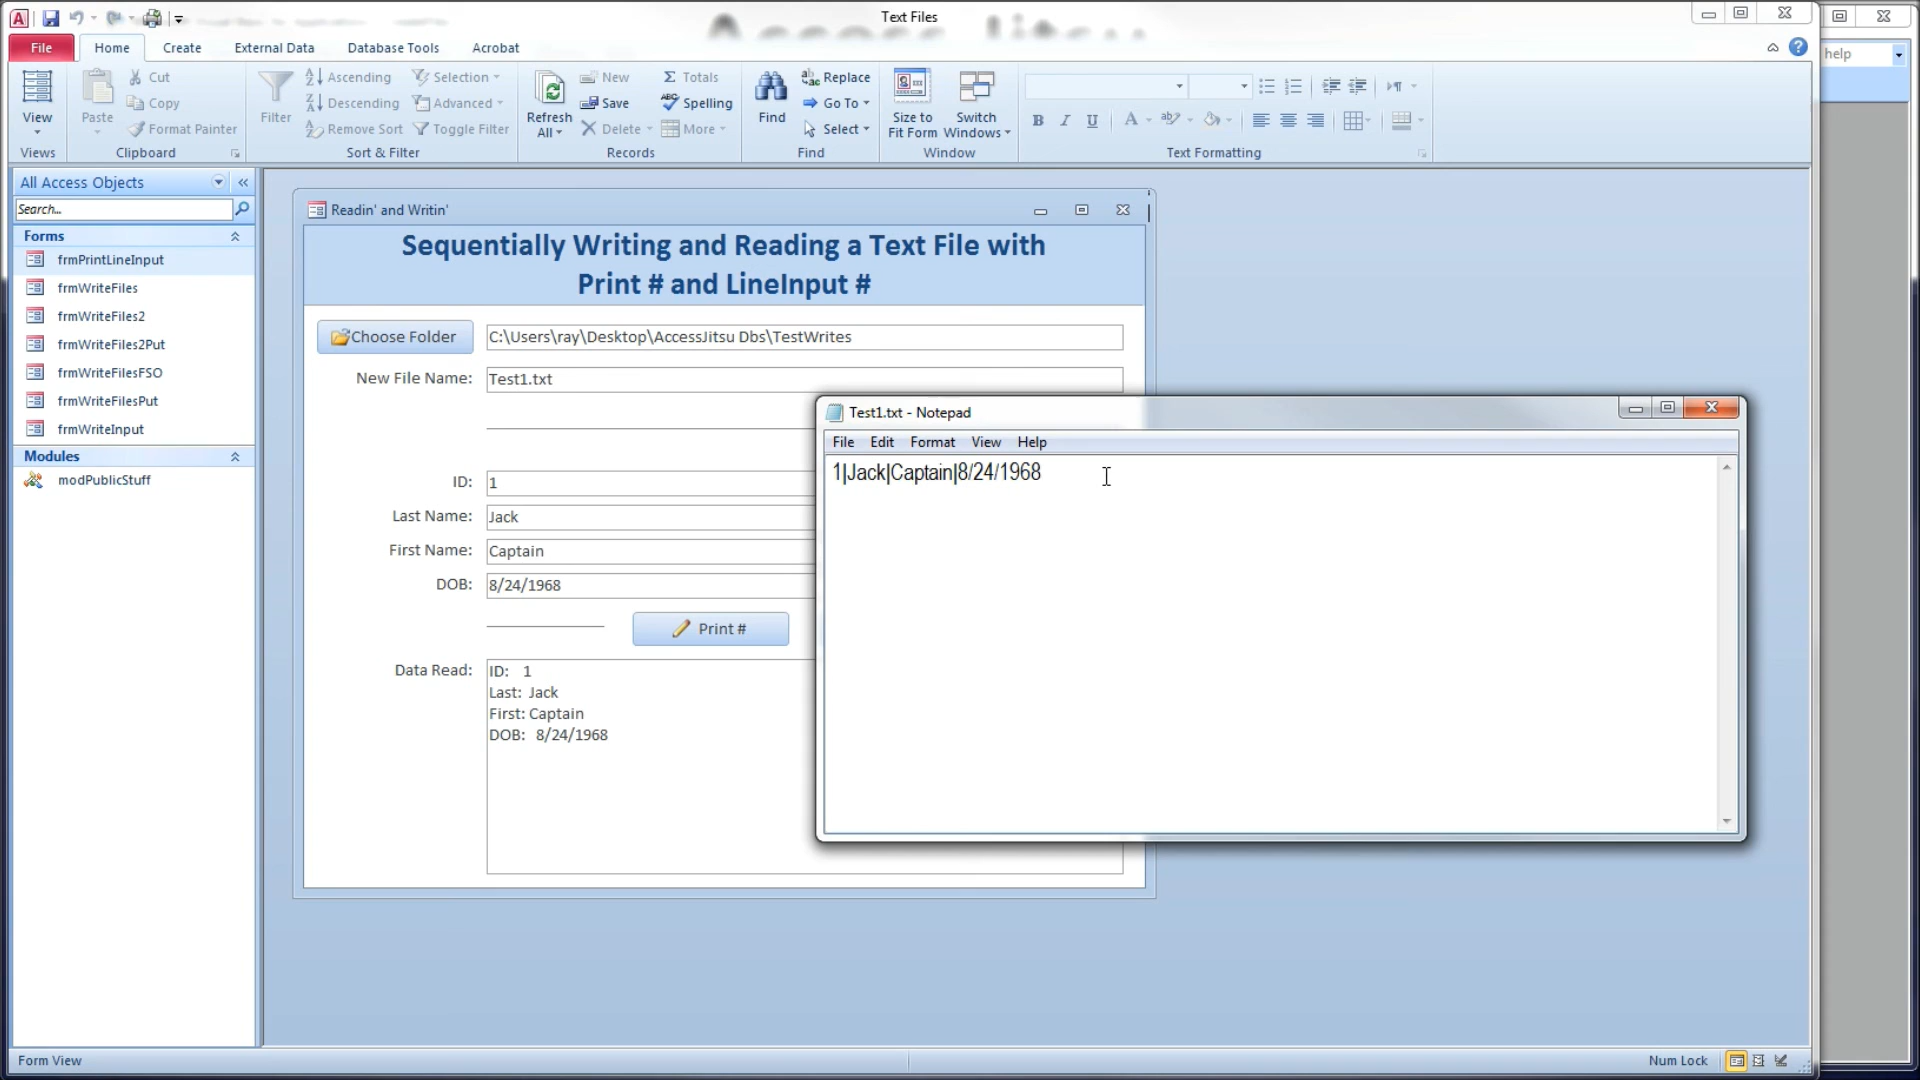 Text Files
File Home Create External Data Database Tools Acrobat
help
View
Paste
Cut
Copy
Format Painter
Filter
Ascending
Descending
Remove Sort
Selection
Advanced
Toggle Filter
Refresh All
New
Save
Delete
Totals
Spelling
More
Find
Replace
Go To
Select
Size to Fit Form
Switch Windows
B I U A
Views Clipboard Sort & Filter Records Find Window Text Formatting
All Access Objects
Search...
Forms
frmPrintLineInput
frmWriteFiles
frmWriteFiles2
frmWriteFiles2Put
frmWriteFilesFSO
frmWriteFilesPut
frmWriteInput
Modules
modPublicStuff
Readin' and Writin'
Sequentially Writing and Reading a Text File with
Print # and LineInput #
Choose Folder C:\Users\ray\Desktop\AccessJitsu Dbs\TestWrites
New File Name: Test1.txt
ID: 1
Last Name: Jack
First Name: Captain
DOB: 8/24/1968
Print #
Data Read: ID: 1
Last: Jack
First: Captain
DOB: 8/24/1968
Test1.txt - Notepad
File Edit Format View Help
1|Jack|Captain|8/24/1968
Form View
Num Lock